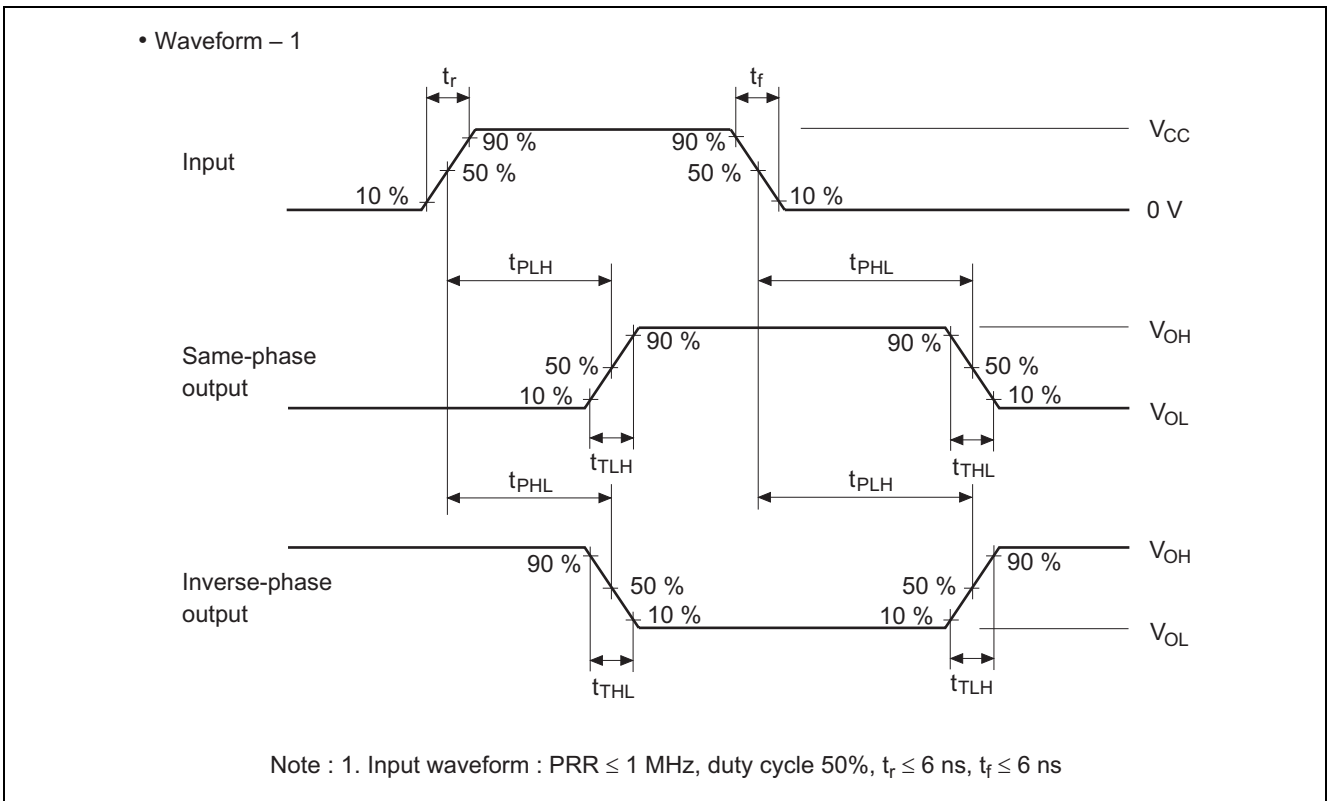 • Waveform – 1
tr tf
90 % 90 % VCC
Input
50 % 50 %
10 % 10 % 0 V
tPLH tPHL
VOH
90 % 90 %
Same-phase
output
50 % 50 %
10 % 10 %
VOL
tTLH tTHL
tPHL tPLH
VOH
90 % 90 %
Inverse-phase
output
50 % 50 %
10 % 10 %
VOL
tTHL tTLH
Note : 1. Input waveform : PRR ≤ 1 MHz, duty cycle 50%, tr ≤ 6 ns, tf ≤ 6 ns